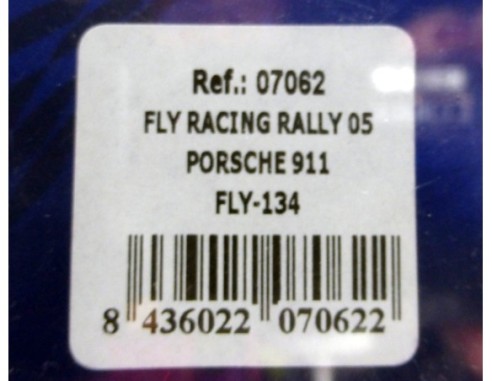 Ref.: 07062
FLY RACING RALLY 05
PORSCHE 911
FLY-134
8 436022 070622